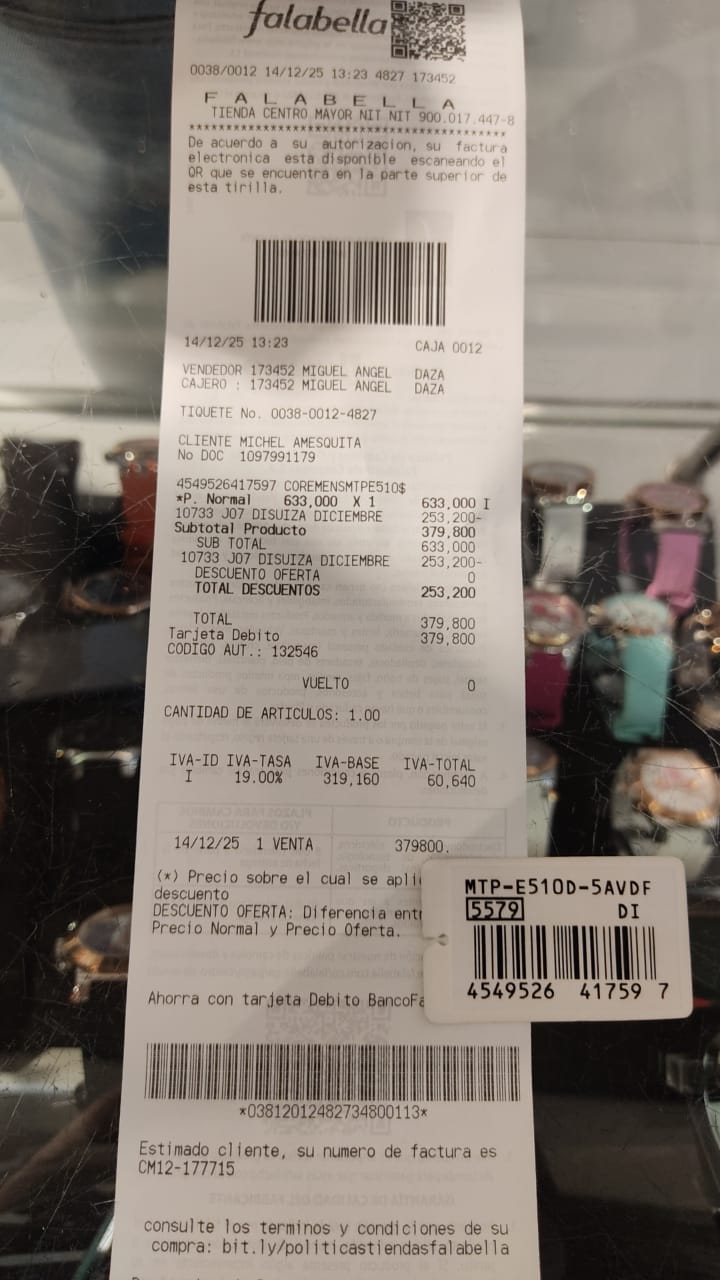 falabella
0038/0012 14/12/25 13:23 4827 173452
F A L A B E L L A
TIENDA CENTRO MAYOR NIT NIT 900.017.447-8
****************************************
De acuerdo a su autorizacion, su factura
electronica esta disponible escaneando el
QR que se encuentra en la parte superior de
esta tirilla.
14/12/25 13:23 CAJA 0012
VENDEDOR 173452 MIGUEL ANGEL DAZA
CAJERO : 173452 MIGUEL ANGEL DAZA
TIQUETE No. 0038-0012-4827
CLIENTE MICHEL AMESQUITA
No DOC 1097991179
4549526417597 COREMENSMTPE510$
*P. Normal 633,000 X 1 633,000 I
10733 J07 DISUIZA DICIEMBRE 253,200-
Subtotal Producto 379,800
SUB TOTAL 633,000
10733 J07 DISUIZA DICIEMBRE 253,200-
DESCUENTO OFERTA 0
TOTAL DESCUENTOS 253,200
TOTAL 379,800
Tarjeta Debito 379,800
CODIGO AUT.: 132546
VUELTO 0
CANTIDAD DE ARTICULOS: 1.00
IVA-ID IVA-TASA IVA-BASE IVA-TOTAL
I 19.00% 319,160 60,640
14/12/25 1 VENTA 379800.
(*) Precio sobre el cual se apli
descuento
DESCUENTO OFERTA: Diferencia entr
Precio Normal y Precio Oferta.
Ahorra con tarjeta Debito BancoFa
*03812012482734800113*
Estimado cliente, su numero de factura es
CM12-177715
consulte los terminos y condiciones de su
compra: bit.ly/politicastiendasfalabella
MTP-E510D-5AVDF
5579 DI
4549526 41759 7